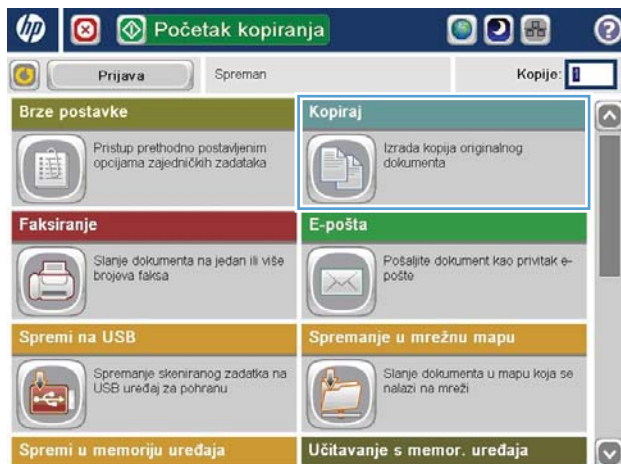 hp
Početak kopiranja
?
Prijava
Spreman
Kopije: 1
Brze postavke
Pristup prethodno postavljenim
opcijama zajedničkih zadataka
Kopiraj
Izrada kopija originalnog
dokumenta
Faksiranje
Slanje dokumenta na jedan ili više
brojeva faksa
E-pošta
Pošaljite dokument kao privitak e-
pošte
Spremi na USB
Spremanje skeniranog zadatka na
USB uređaj za pohranu
Spremanje u mrežnu mapu
Slanje dokumenta u mapu koja se
nalazi na mreži
Spremi u memoriju uređaja
Učitavanje s memor. uređaja